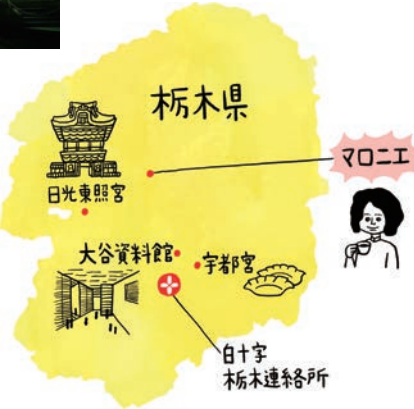 栃木県
マロニエ
日光東照宮
大谷資料館
宇都宮
白十字
栃木連絡所